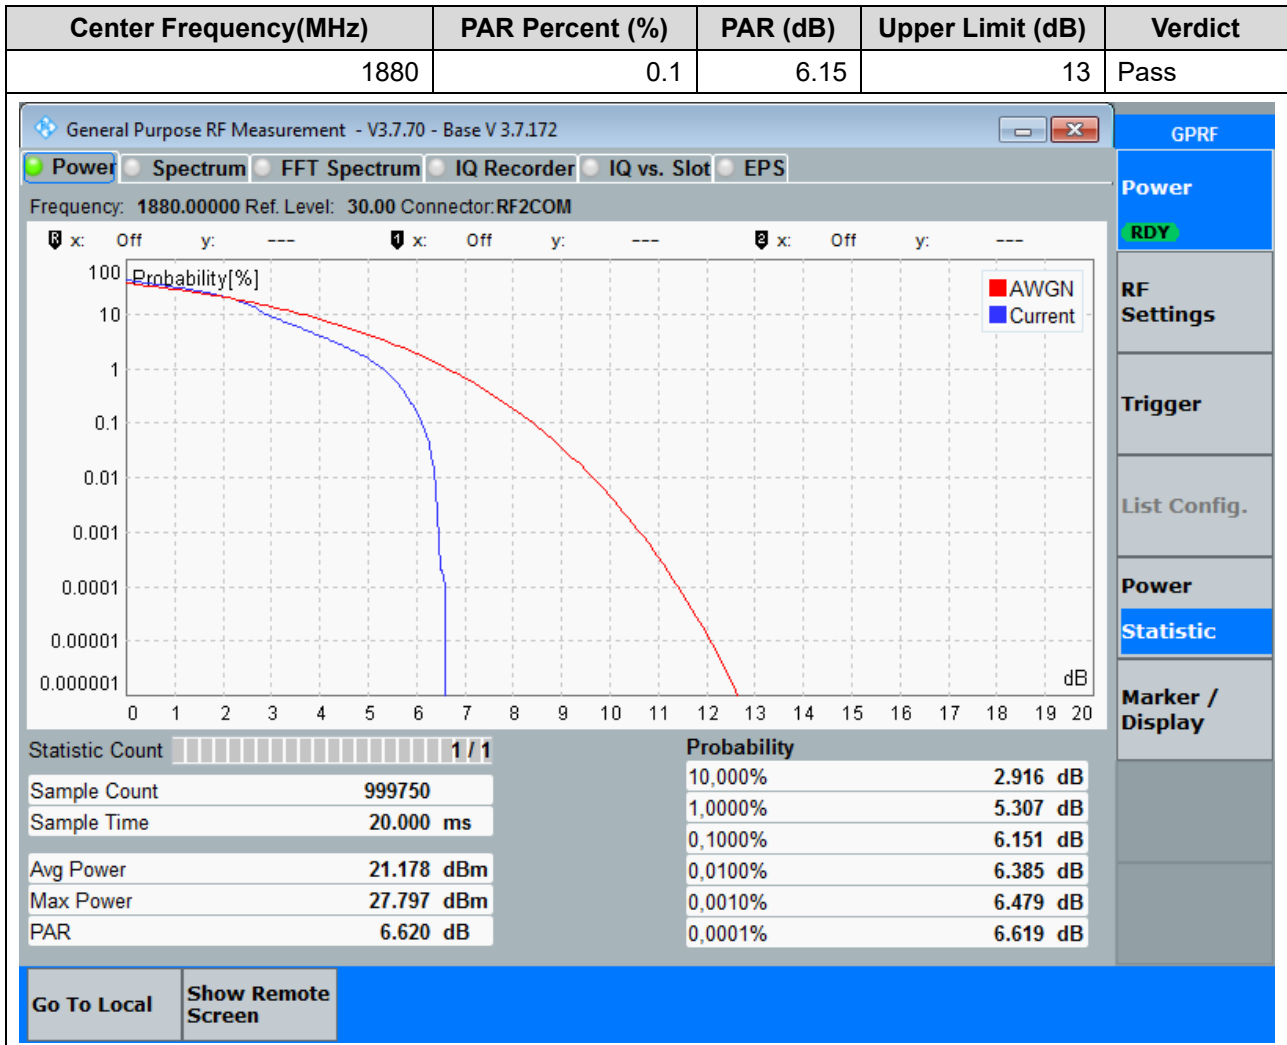 Center Frequency(MHz) PAR Percent (%) PAR (dB) Upper Limit (dB) Verdict
1880 0.1 6.15 13 Pass
General Purpose RF Measurement - V3.7.70 - Base V 3.7.172
GPRF
Power Spectrum FFT Spectrum IQ Recorder IQ vs. Slot EPS
Power
RDY
Frequency: 1880.00000 Ref. Level: 30.00 Connector:RF2COM
R x: Off y: --- 1 x: Off y: --- 2 x: Off y: ---
Probability[%]
100
10
1
0.1
0.01
0.001
0.0001
0.00001
0.000001
AWGN
Current
dB
0 1 2 3 4 5 6 7 8 9 10 11 12 13 14 15 16 17 18 19 20
RF
Settings
Trigger
List Config.
Power
Statistic
Marker /
Display
Statistic Count 1 / 1
Sample Count 999750
Sample Time 20.000 ms
Avg Power 21.178 dBm
Max Power 27.797 dBm
PAR 6.620 dB
Probability
10,000% 2.916 dB
1,0000% 5.307 dB
0,1000% 6.151 dB
0,0100% 6.385 dB
0,0010% 6.479 dB
0,0001% 6.619 dB
Go To Local
Show Remote
Screen